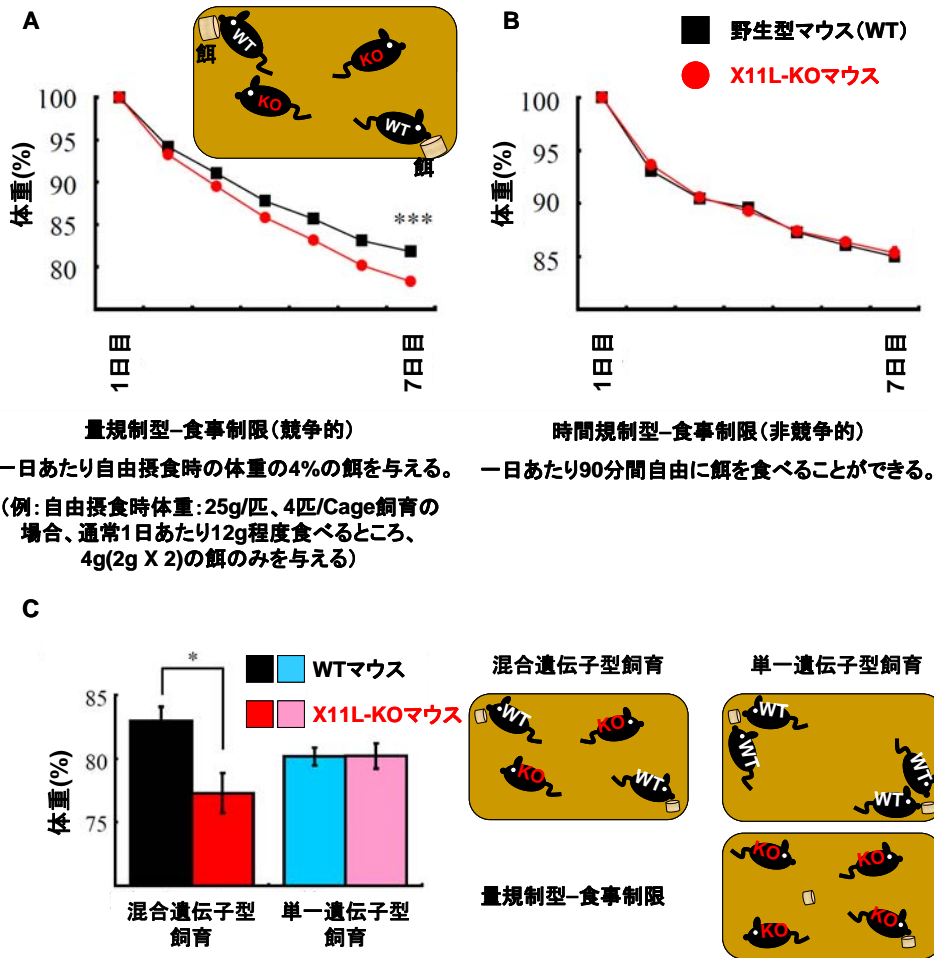 A
WT
KO
KO
WT
餌
餌
100
95
90
85
80
体重(%)
***
1日目
7日目
量規制型–食事制限(競争的)
一日あたり自由摂食時の体重の4%の餌を与える。
(例:自由摂食時体重:25g/匹、4匹/Cage飼育の
場合、通常1日あたり12g程度食べるところ、
4g(2g X 2)の餌のみを与える)
B
野生型マウス(WT)
X11L-KOマウス
100
95
90
85
体重(%)
1日目
7日目
時間規制型–食事制限(非競争的)
一日あたり90分間自由に餌を食べることができる。
C
*
WTマウス
X11L-KOマウス
85
80
75
体重(%)
混合遺伝子型
飼育
単一遺伝子型
飼育
混合遺伝子型飼育
WT
KO
KO
WT
量規制型–食事制限
単一遺伝子型飼育
WT
WT
WT
WT
KO
KO
KO
KO